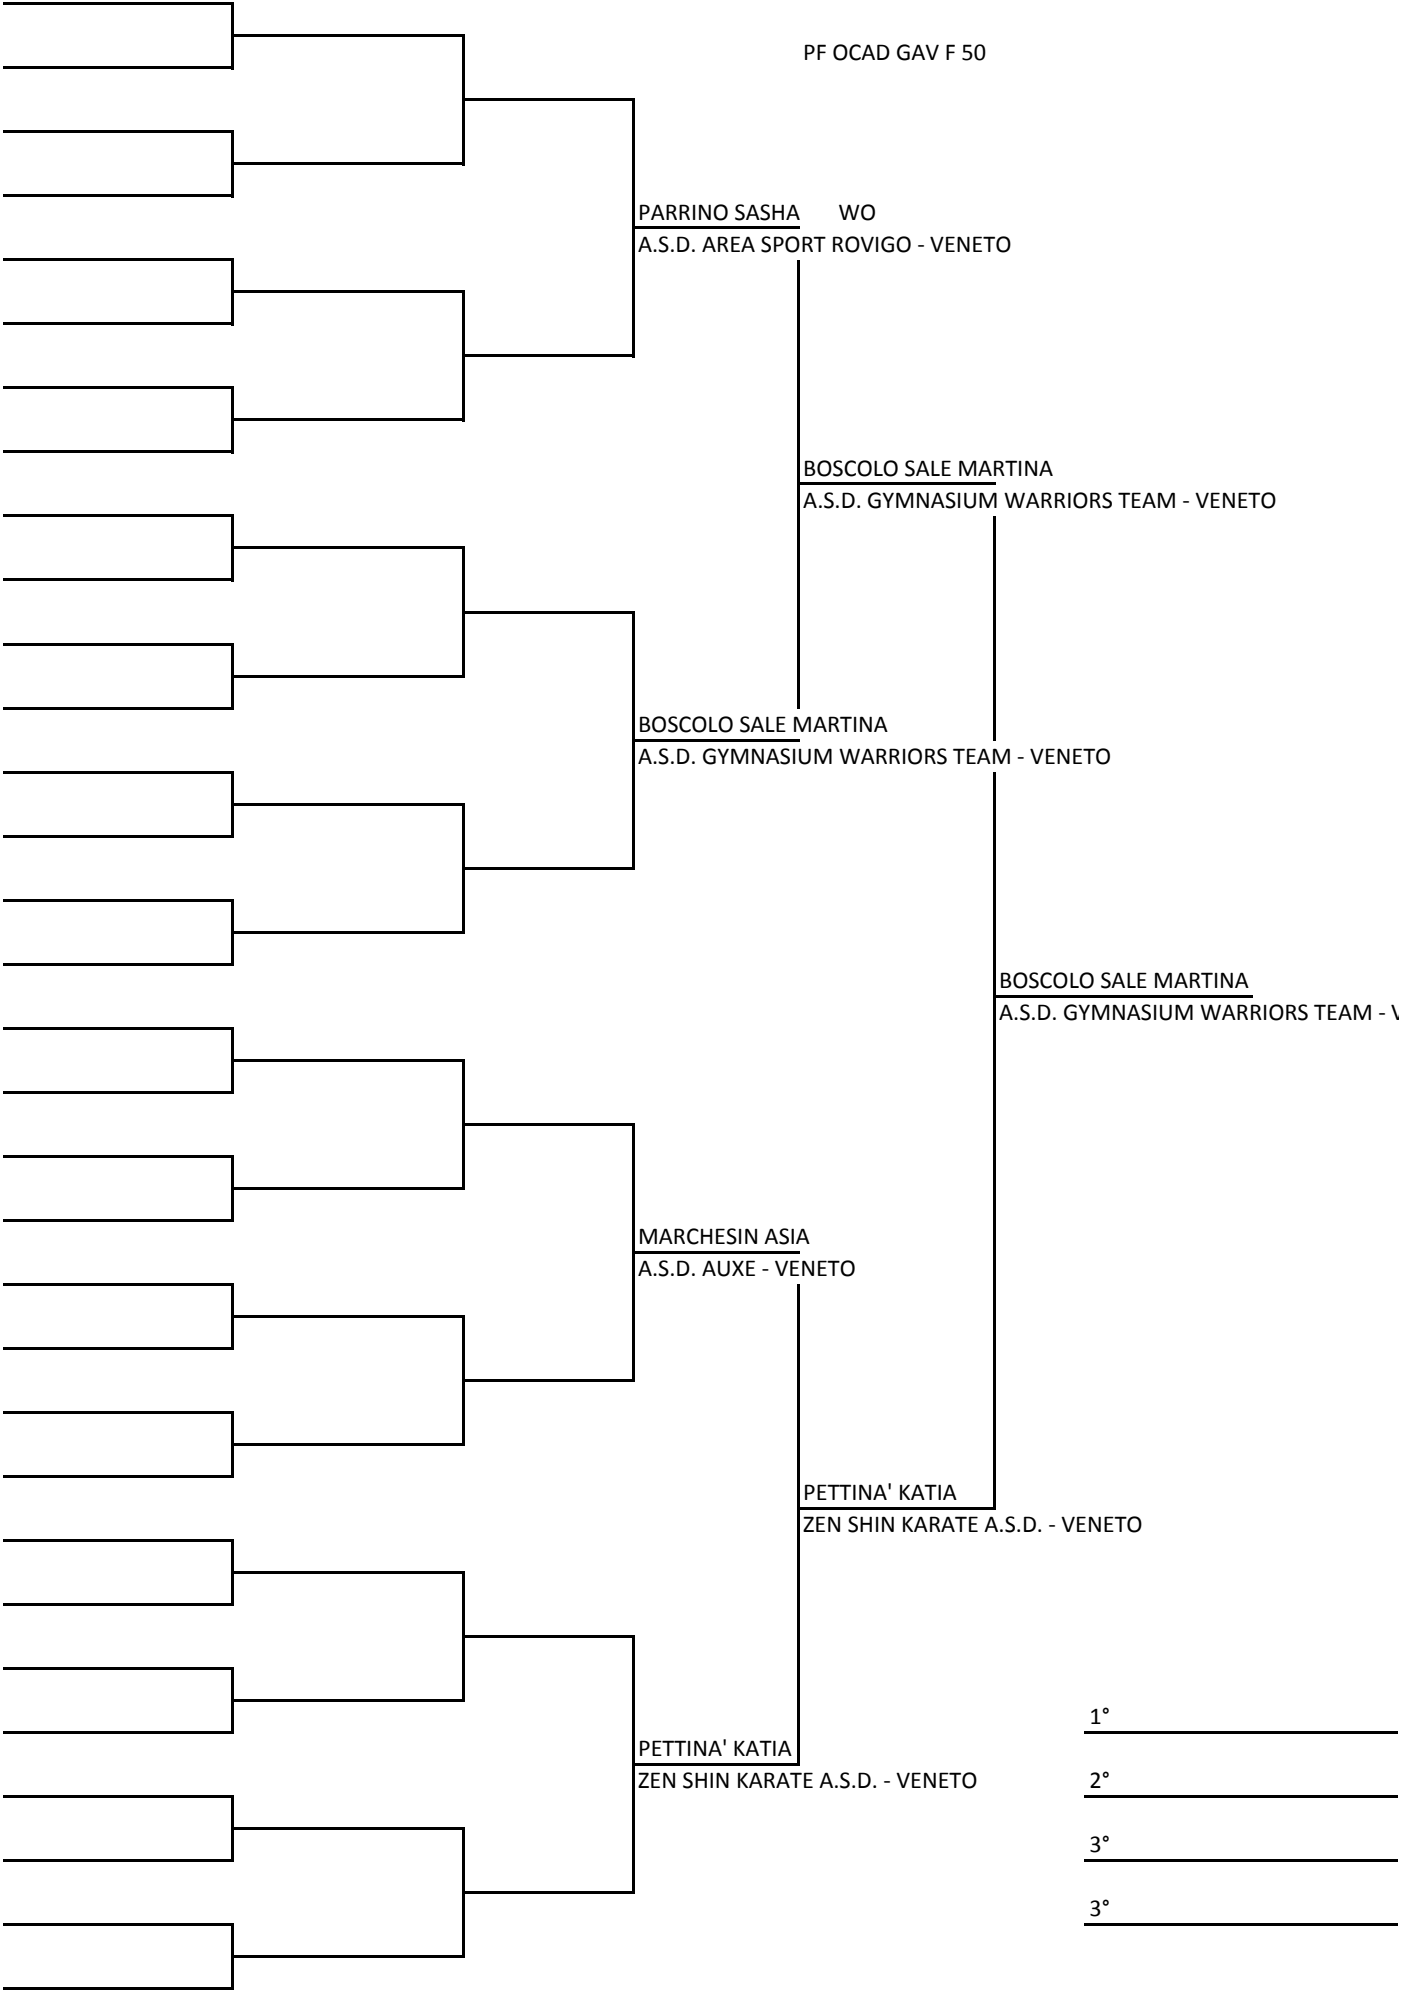 PF OCAD GAV F 50
PARRINO SASHA WO
A.S.D. AREA SPORT ROVIGO - VENETO
BOSCOLO SALE MARTINA
A.S.D. GYMNASIUM WARRIORS TEAM - VENETO
BOSCOLO SALE MARTINA
A.S.D. GYMNASIUM WARRIORS TEAM - VENETO
BOSCOLO SALE MARTINA
A.S.D. GYMNASIUM WARRIORS TEAM - V
MARCHESIN ASIA
A.S.D. AUXE - VENETO
PETTINA' KATIA
ZEN SHIN KARATE A.S.D. - VENETO
1°
PETTINA' KATIA
ZEN SHIN KARATE A.S.D. - VENETO
2°
3°
3°